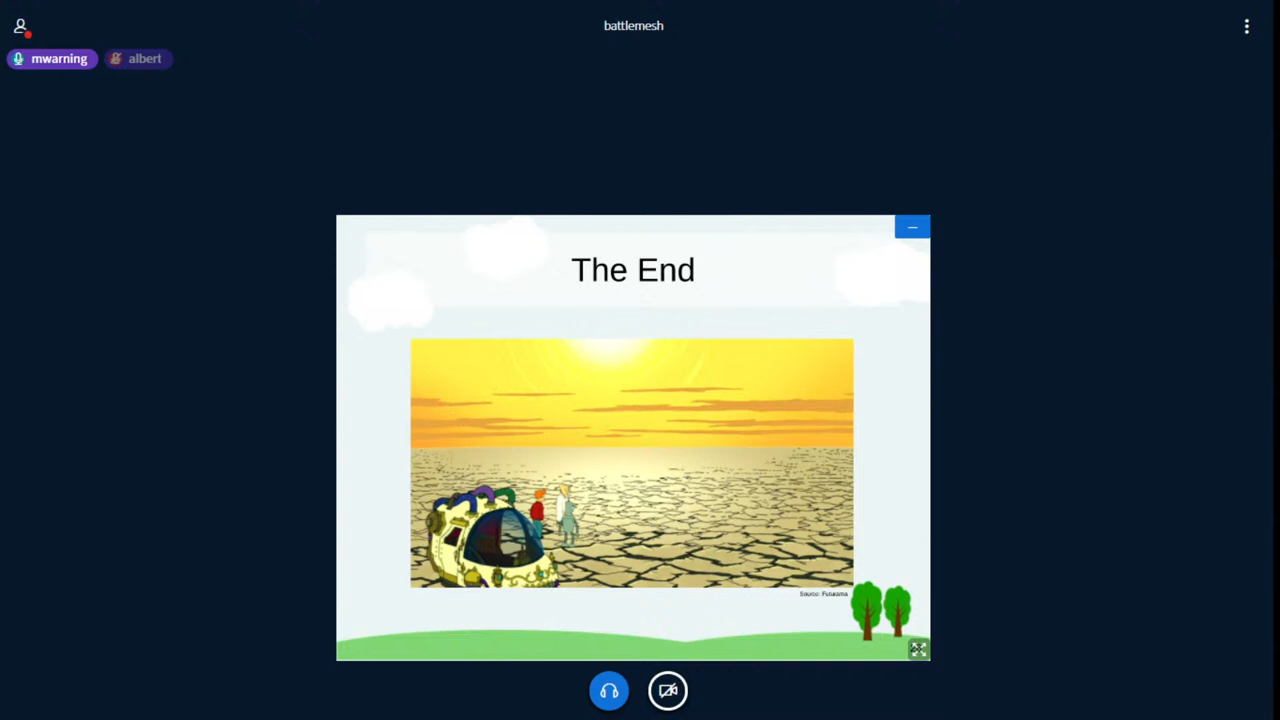 battlemesh
mwarning
albert
The End
Source: Futurama